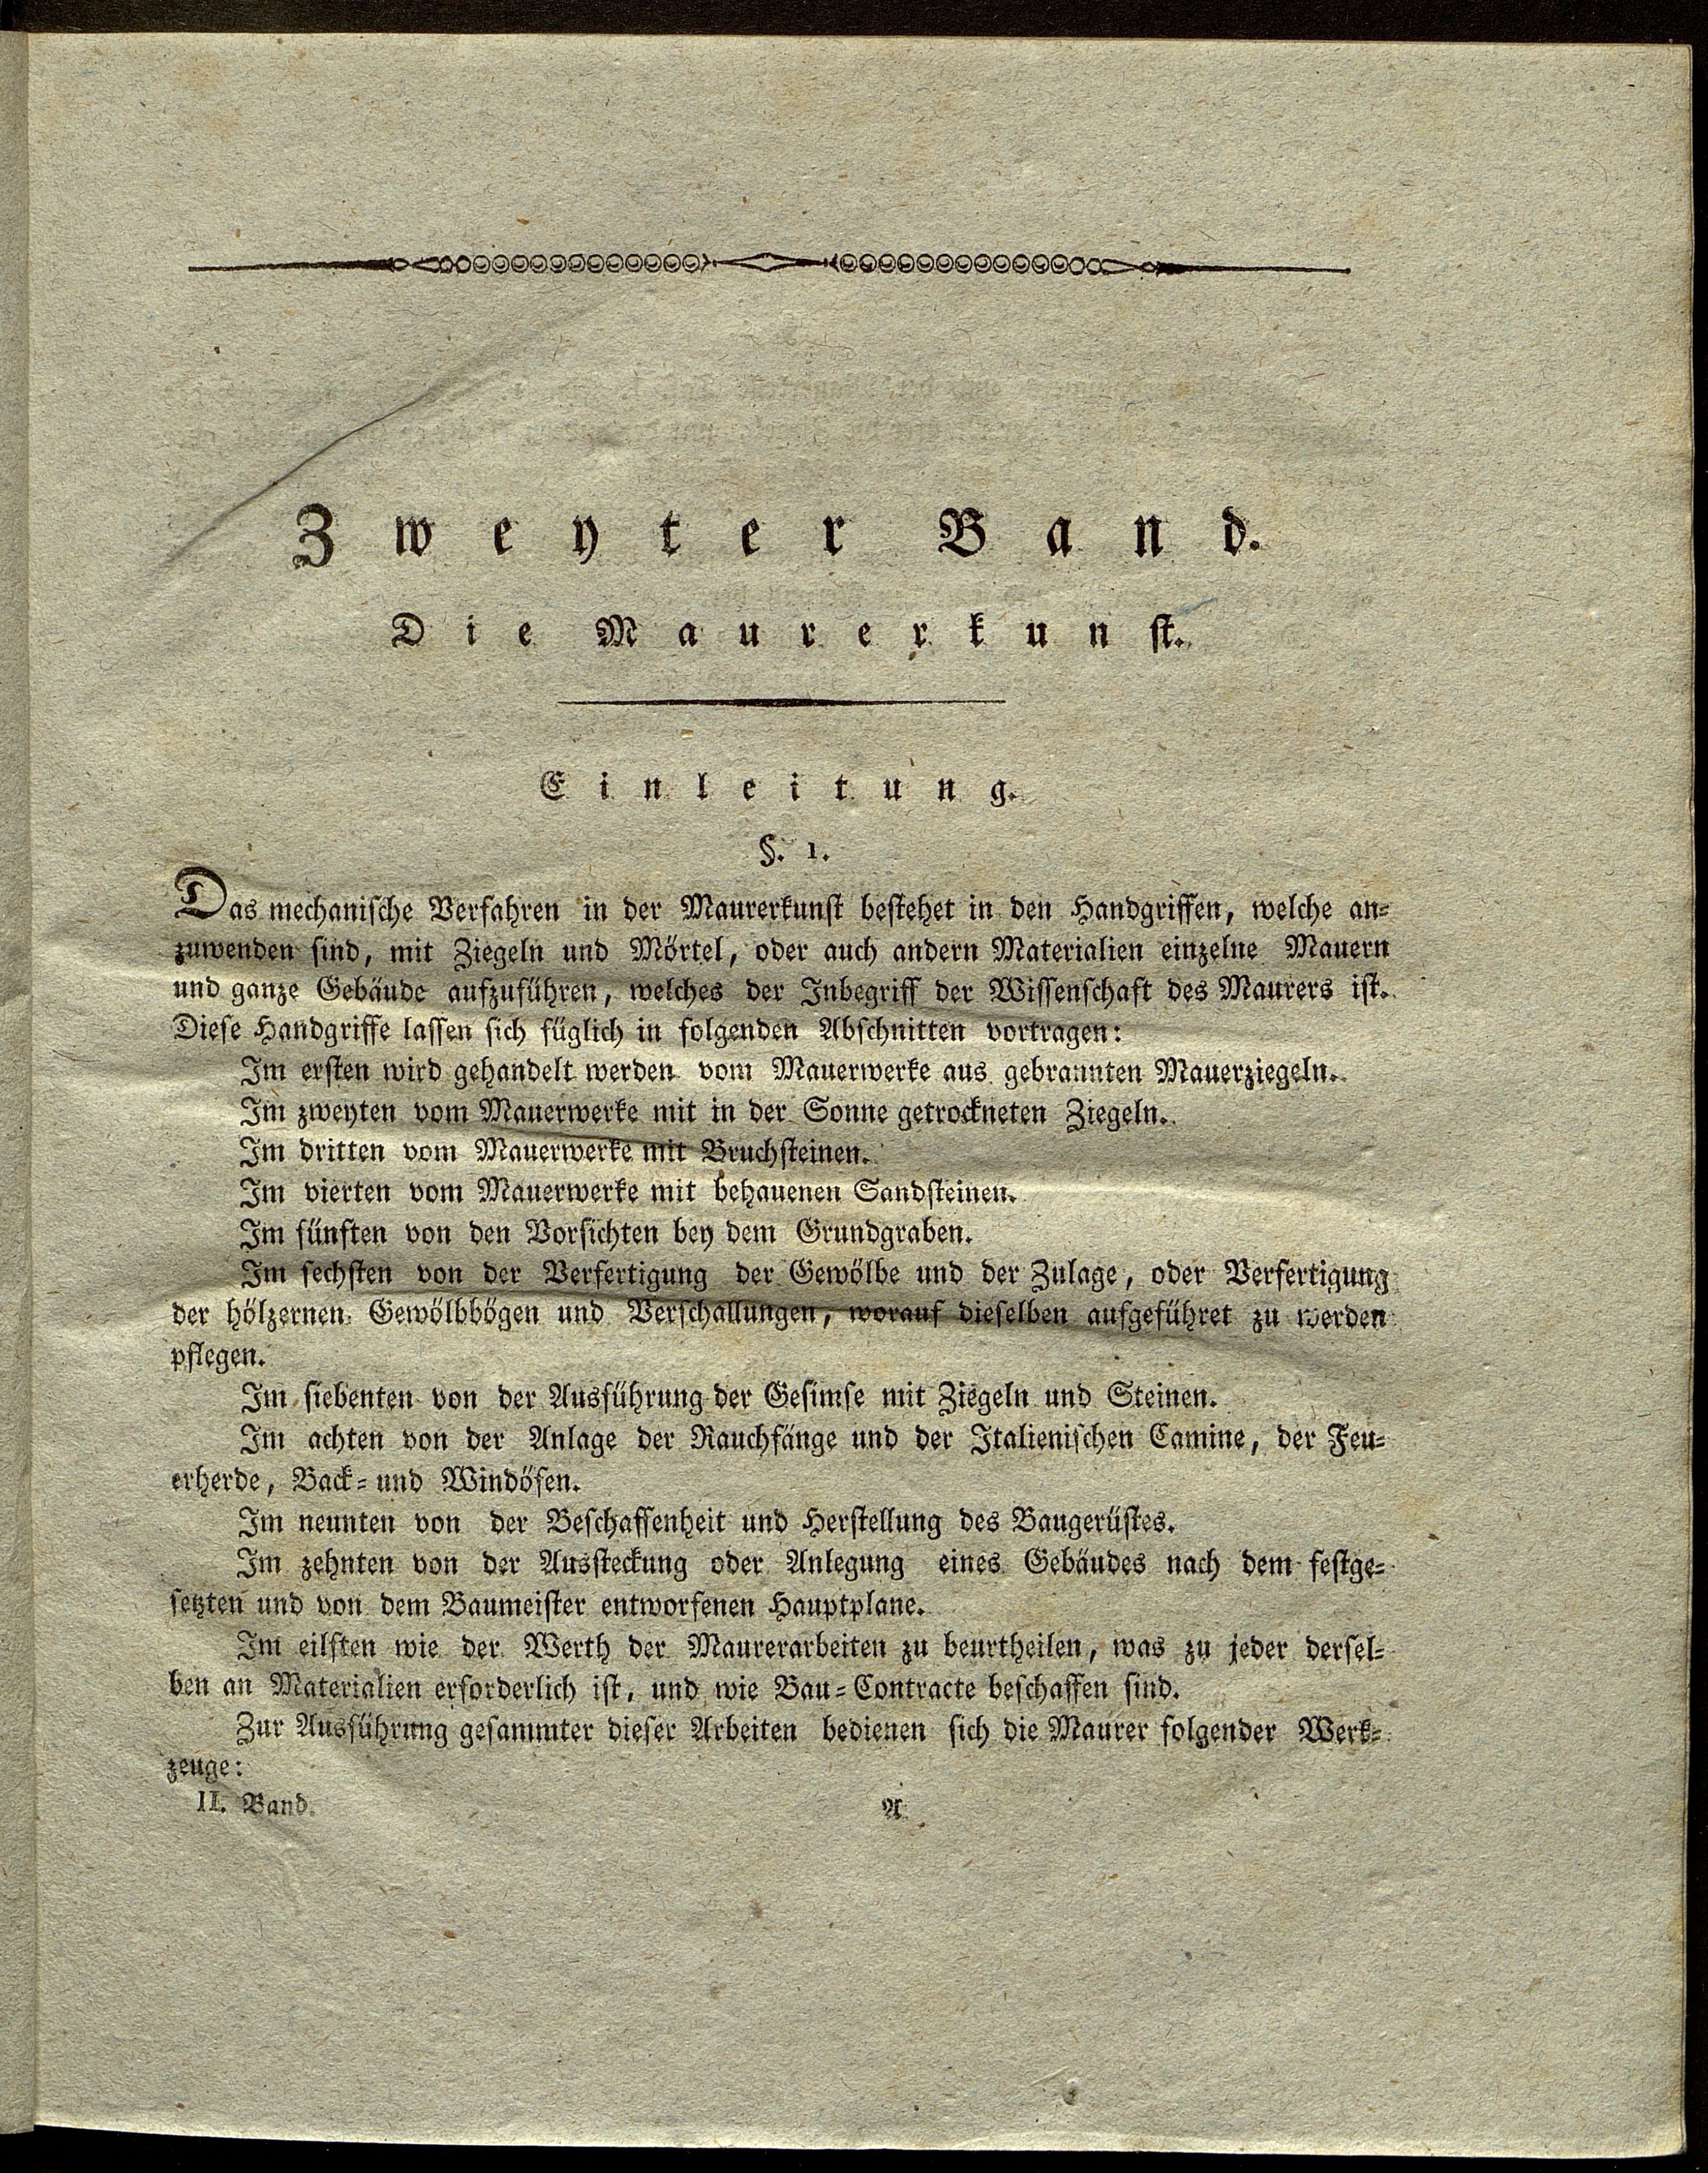 Zweyter Band.
Die Maurerkunst.
Einleitung.
§. 1.
Das mechanische Verfahren in der Maurerkunst bestehet in den Handgriffen, welche an=
zuwenden sind, mit Ziegeln und Mörtel, oder auch andern Materialien einzelne Mauern
und ganze Gebäude aufzuführen, welches der Inbegriff der Wissenschaft des Maurers ist.
Diese Handgriffe lassen sich füglich in folgenden Abschnitten vortragen:
Im ersten wird gehandelt werden vom Mauerwerke aus gebrannten Mauerziegeln.
Im zweyten vom Mauerwerke mit in der Sonne getrockneten Ziegeln.
Im dritten vom Mauerwerke mit Bruchsteinen.
Im vierten vom Mauerwerke mit behauenen Sandsteinen.
Im fünften von den Vorsichten bey dem Grundgraben.
Im sechsten von der Verfertigung der Gewölbe und der Zulage, oder Verfertigung
der hölzernen Gewölbbögen und Verschallungen, worauf dieselben aufgeführet zu werden
pflegen.
Im siebenten von der Ausführung der Gesimse mit Ziegeln und Steinen.
Im achten von der Anlage der Rauchfänge und der Italienischen Camine, der Feu=
erherde, Back= und Windöfen.
Im neunten von der Beschaffenheit und Herstellung des Baugerüstes.
Im zehnten von der Aussteckung oder Anlegung eines Gebäudes nach dem festge=
setzten und von dem Baumeister entworfenen Hauptplane.
Im eilften wie der Werth der Maurerarbeiten zu beurtheilen, was zu jeder dersel=
ben an Materialien erforderlich ist, und wie Bau=Contracte beschaffen sind.
Zur Ausführung gesammter dieser Arbeiten bedienen sich die Maurer folgender Werk=
zeuge:
II. Band. A